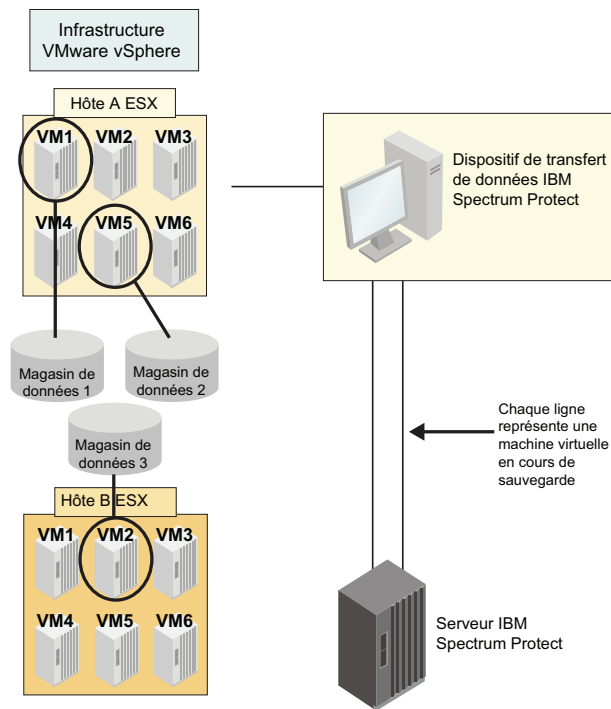 Infrastructure
VMware vSphere
Hôte A ESX
VM1 VM2 VM3
VM4 VM5 VM6
Magasin de
données 1
Magasin de
données 2
Magasin de
données 3
Hôte B ESX
VM1 VM2 VM3
VM4 VM5 VM6
Dispositif de transfert
de données IBM
Spectrum Protect
Chaque ligne
représente une
machine virtuelle
en cours de
sauvegarde
Serveur IBM
Spectrum Protect